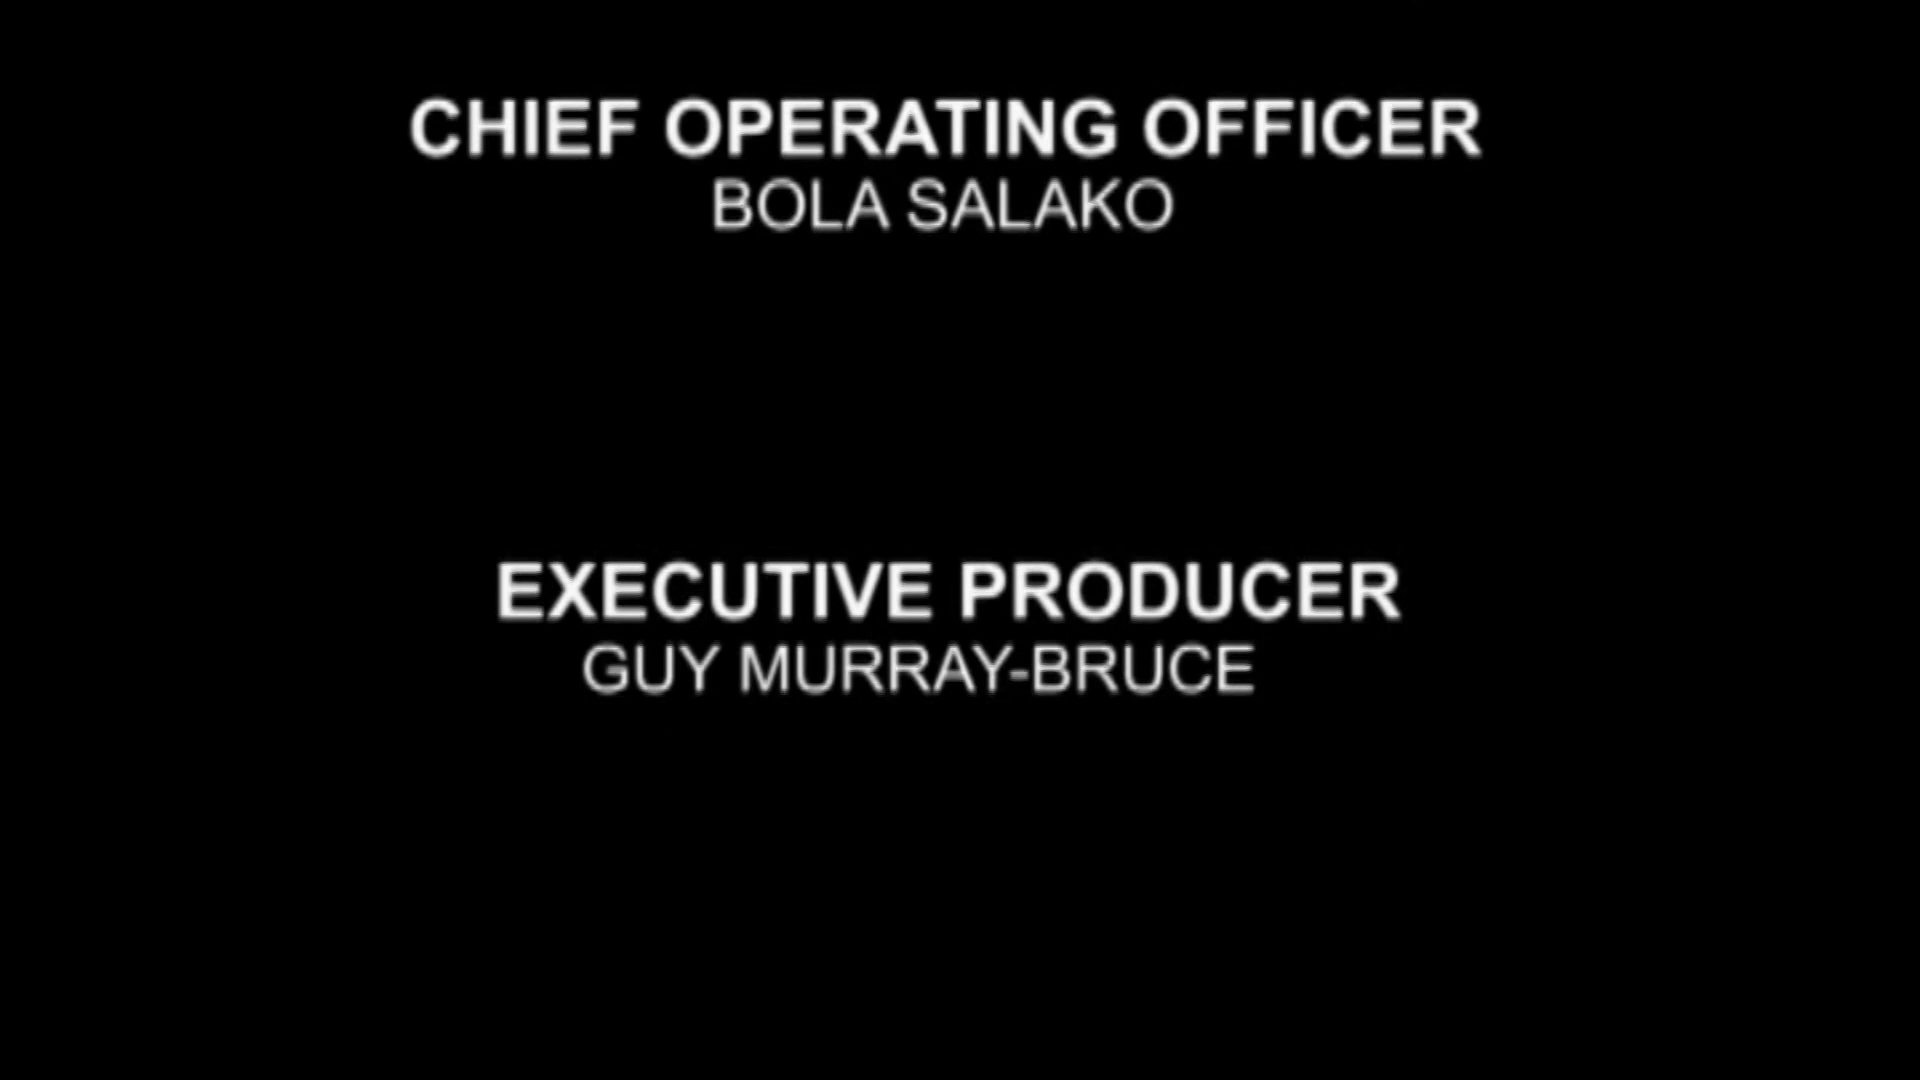 CHIEF OPERATING OFFICER
BOLA SALAKO
EXECUTIVE PRODUCER
GUY MURRAY-BRUCE